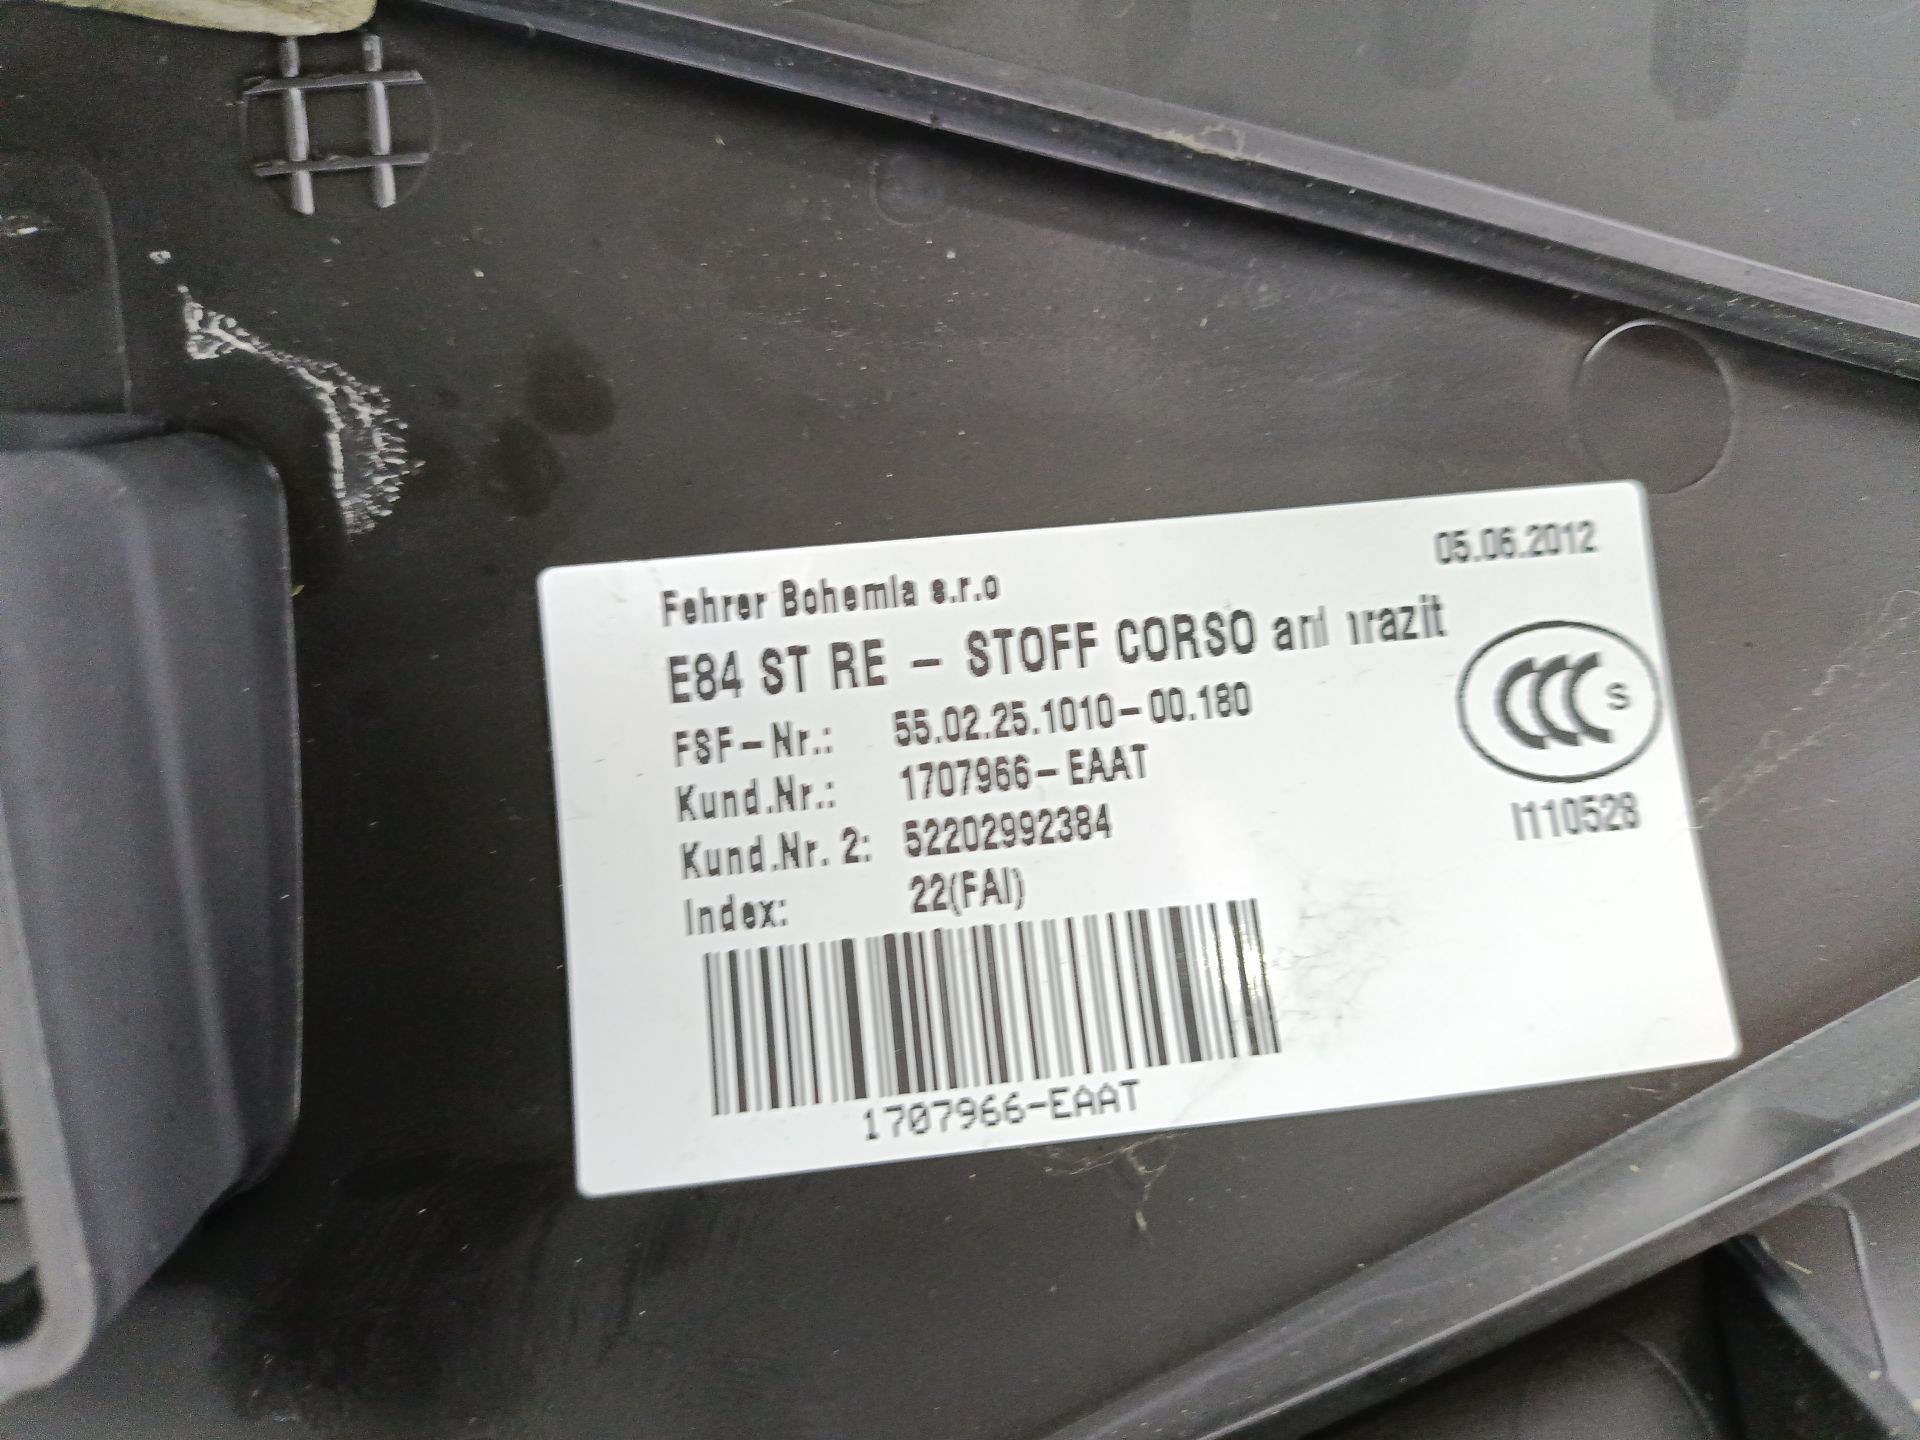 05.06.2012
Fehrer Bohemia s.r.o
E84 ST RE - STOFF CORSO
FSF-Nr.: 55.02.25.1010-00.180
Kund.Nr.: 1707966-EAAT
Kund.Nr. 2: 52202992384
Index: 22(FAI)
CCC S
I110528
1707966-EAAT